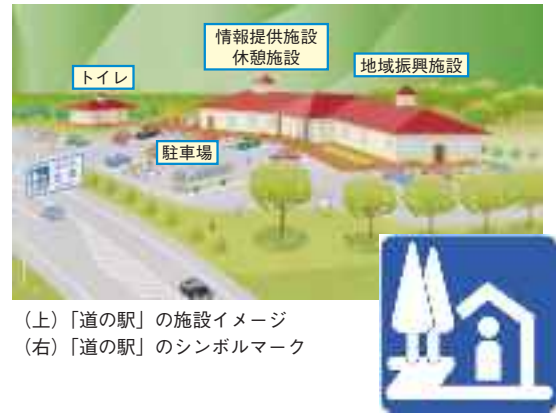 情報提供施設
休憩施設
トイレ
地域振興施設
駐車場
（上）「道の駅」の施設イメージ
（右）「道の駅」のシンボルマーク